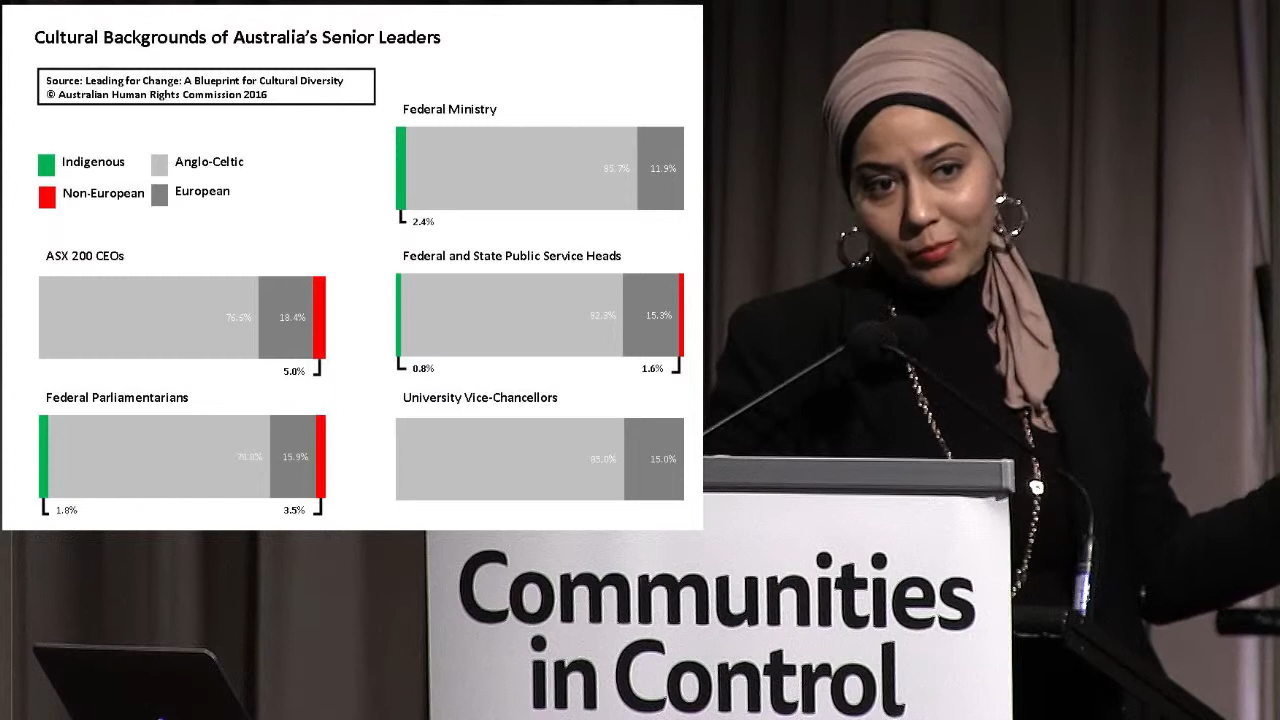 Cultural Backgrounds of Australia's Senior Leaders
Source: Leading for Change: A Blueprint for Cultural Diversity
© Australian Human Rights Commission 2016
Indigenous
Anglo-Celtic
Non-European
European
Federal Ministry
85.7%
11.9%
2.4%
ASX 200 CEOs
76.6%
18.4%
5.0%
Federal and State Public Service Heads
82.3%
15.3%
0.8%
1.6%
Federal Parliamentarians
15.9%
1.8%
3.5%
University Vice-Chancellors
85.0%
15.0%
Communities
in Control